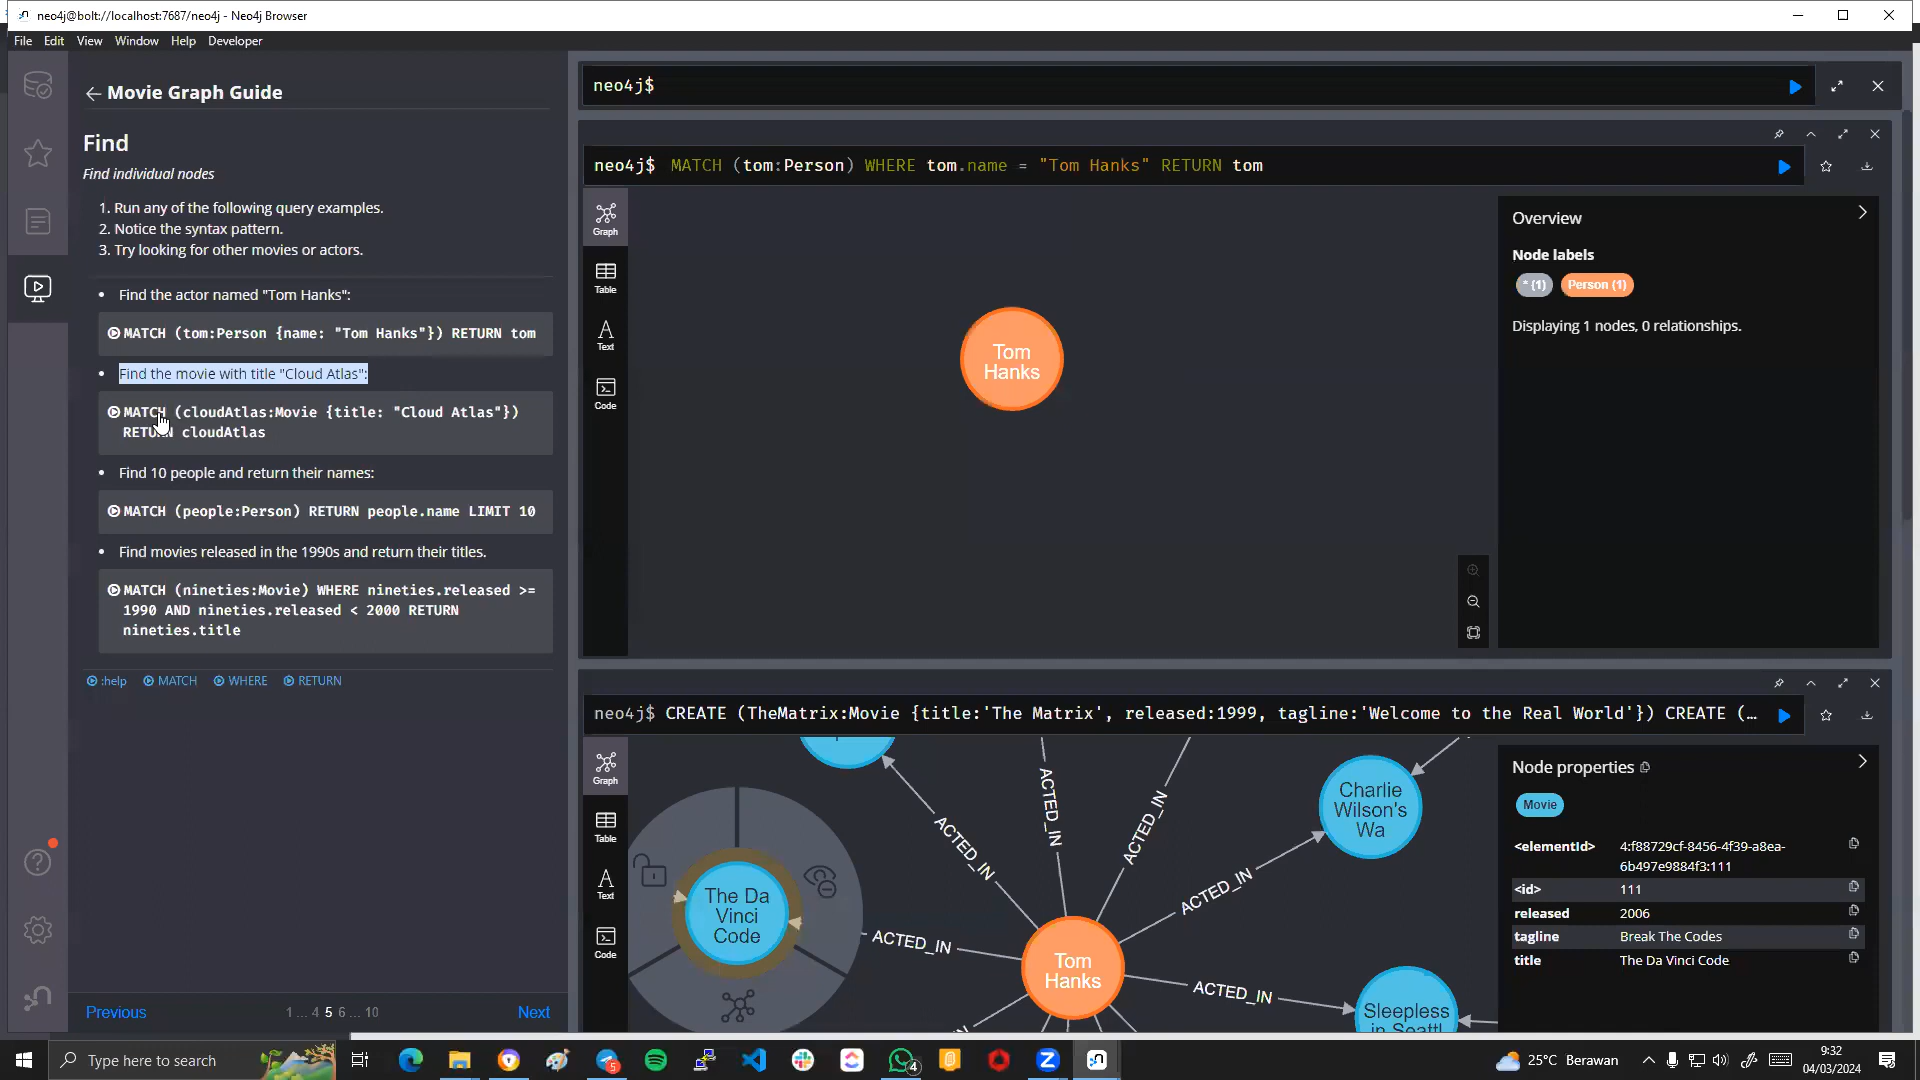 neo4j@bolt://localhost:7687/neo4j - Neo4j Browser
File Edit View Window Help Developer
Movie Graph Guide
Find
Find individual nodes
1. Run any of the following query examples.
2. Notice the syntax pattern.
3. Try looking for other movies or actors.
• Find the actor named "Tom Hanks":
MATCH (tom:Person {name: "Tom Hanks"}) RETURN tom
• Find the movie with title "Cloud Atlas":
MATCH (cloudAtlas:Movie {title: "Cloud Atlas"})
RETURN cloudAtlas
• Find 10 people and return their names:
MATCH (people:Person) RETURN people.name LIMIT 10
• Find movies released in the 1990s and return their titles.
MATCH (nineties:Movie) WHERE nineties.released >=
1990 AND nineties.released < 2000 RETURN
nineties.title
:help MATCH WHERE RETURN
Previous 1 ... 4 5 6 ... 10 Next
neo4j$
neo4j$ MATCH (tom:Person) WHERE tom.name = "Tom Hanks" RETURN tom
Graph
Table
Text
Code
Tom
Hanks
Overview
Node labels
* (1) Person (1)
Displaying 1 nodes, 0 relationships.
neo4j$ CREATE (TheMatrix:Movie {title:'The Matrix', released:1999, tagline:'Welcome to the Real World'}) CREATE (…
Graph
Table
Text
Code
ACTED_IN
ACTED_IN
ACTED_IN
ACTED_IN
ACTED_IN
ACTED_IN
Charlie
Wilson's
Wa
The Da
Vinci
Code
Tom
Hanks
Sleepless
in Seattl
Node properties
Movie
<elementId> 4:f88729cf-8456-4f39-a8ea-
6b497e9884f3:111
<id> 111
released 2006
tagline Break The Codes
title The Da Vinci Code
Type here to search
5
4
25°C Berawan
9:32
04/03/2024